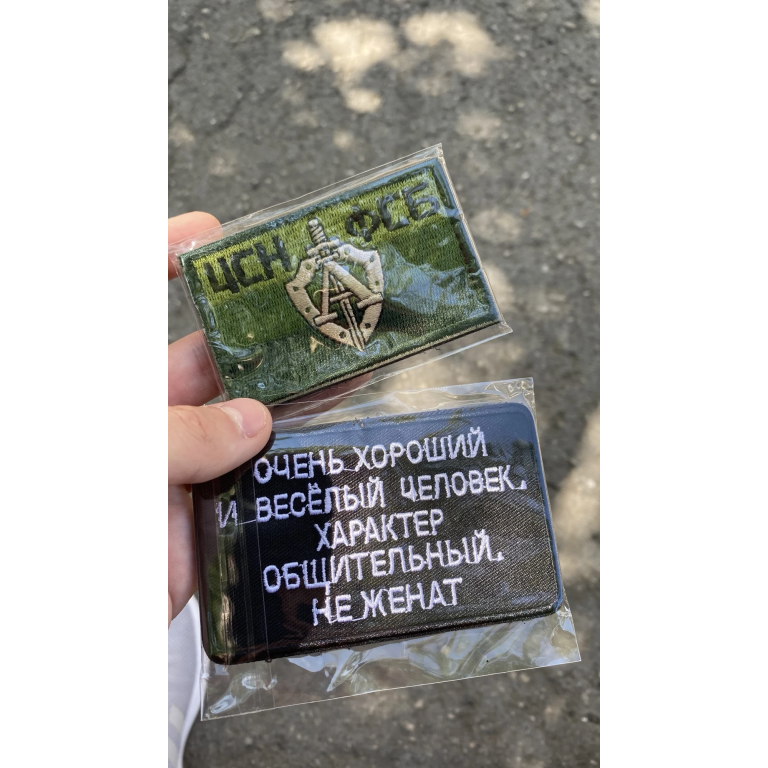 ЦСН ФСБ
А
ОЧЕНЬ ХОРОШИЙ
И ВЕСЁЛЫЙ ЧЕЛОВЕК.
ХАРАКТЕР
ОБЩИТЕЛЬНЫЙ.
НЕ ЖЕНАТ